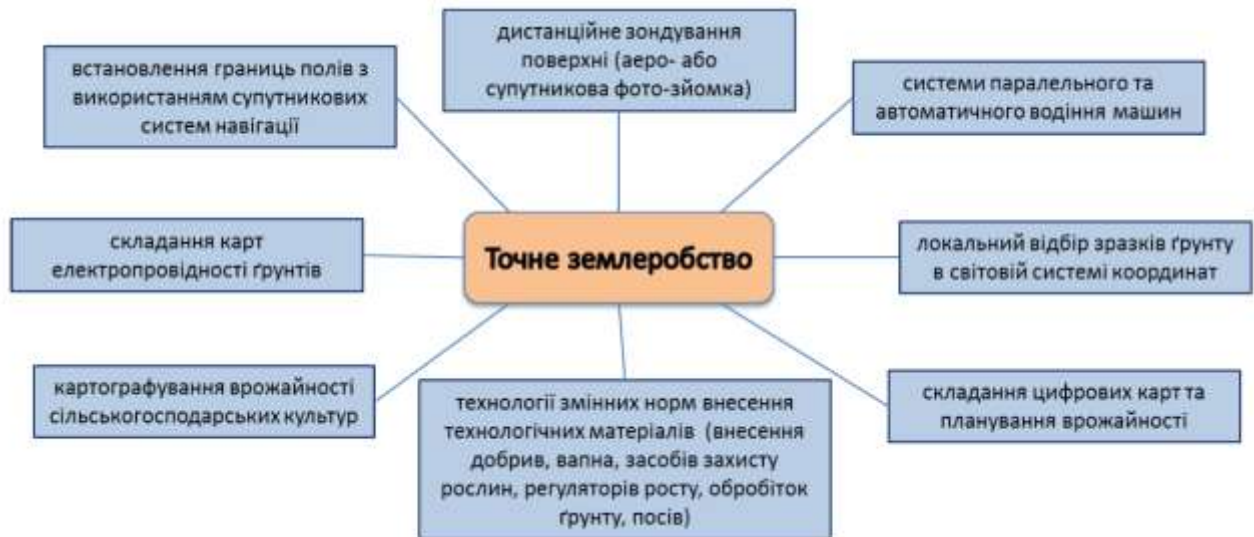 дистанційне зондування
поверхні (аеро- або
супутникова фото-зйомка)
встановлення границь полів з
використанням супутникових
систем навігації
системи паралельного та
автоматичного водіння машин
складання карт
електропровідності ґрунтів
Точне землеробство
локальний відбір зразків ґрунту
в світовій системі координат
картографування врожайності
сільськогосподарських культур
технології змінних норм внесення
технологічних матеріалів (внесення
добрив, вапна, засобів захисту
рослин, регуляторів росту, обробіток
ґрунту, посів)
складання цифрових карт та
планування врожайності